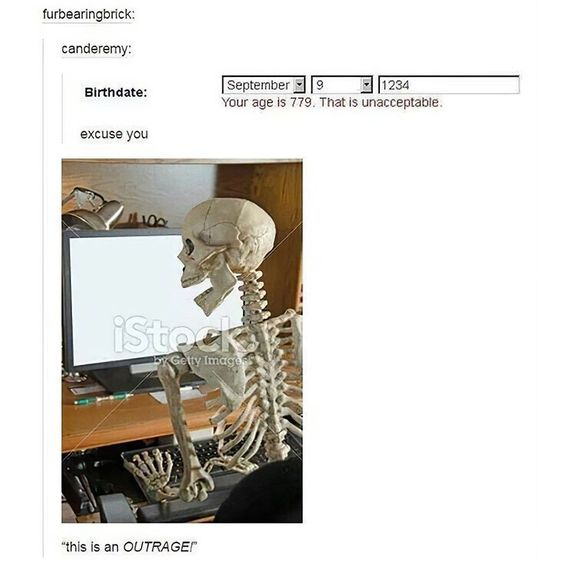 furbearingbrick:
canderemy:
Birthdate: September 9 1234
Your age is 779. That is unacceptable.
excuse you
iStock
by Getty Images
"this is an OUTRAGE!"